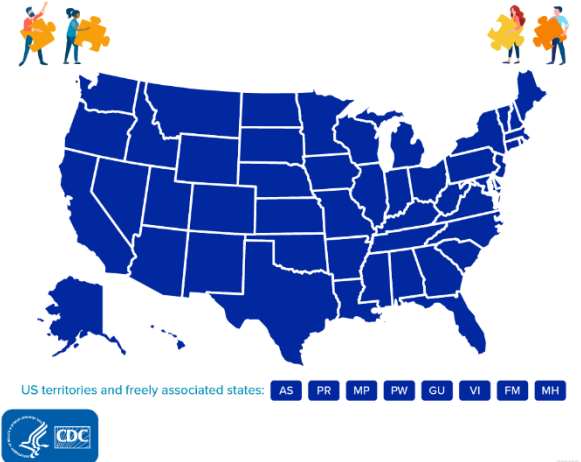 US territories and freely associated states: AS PR MP PW GU VI FM MH
CDC